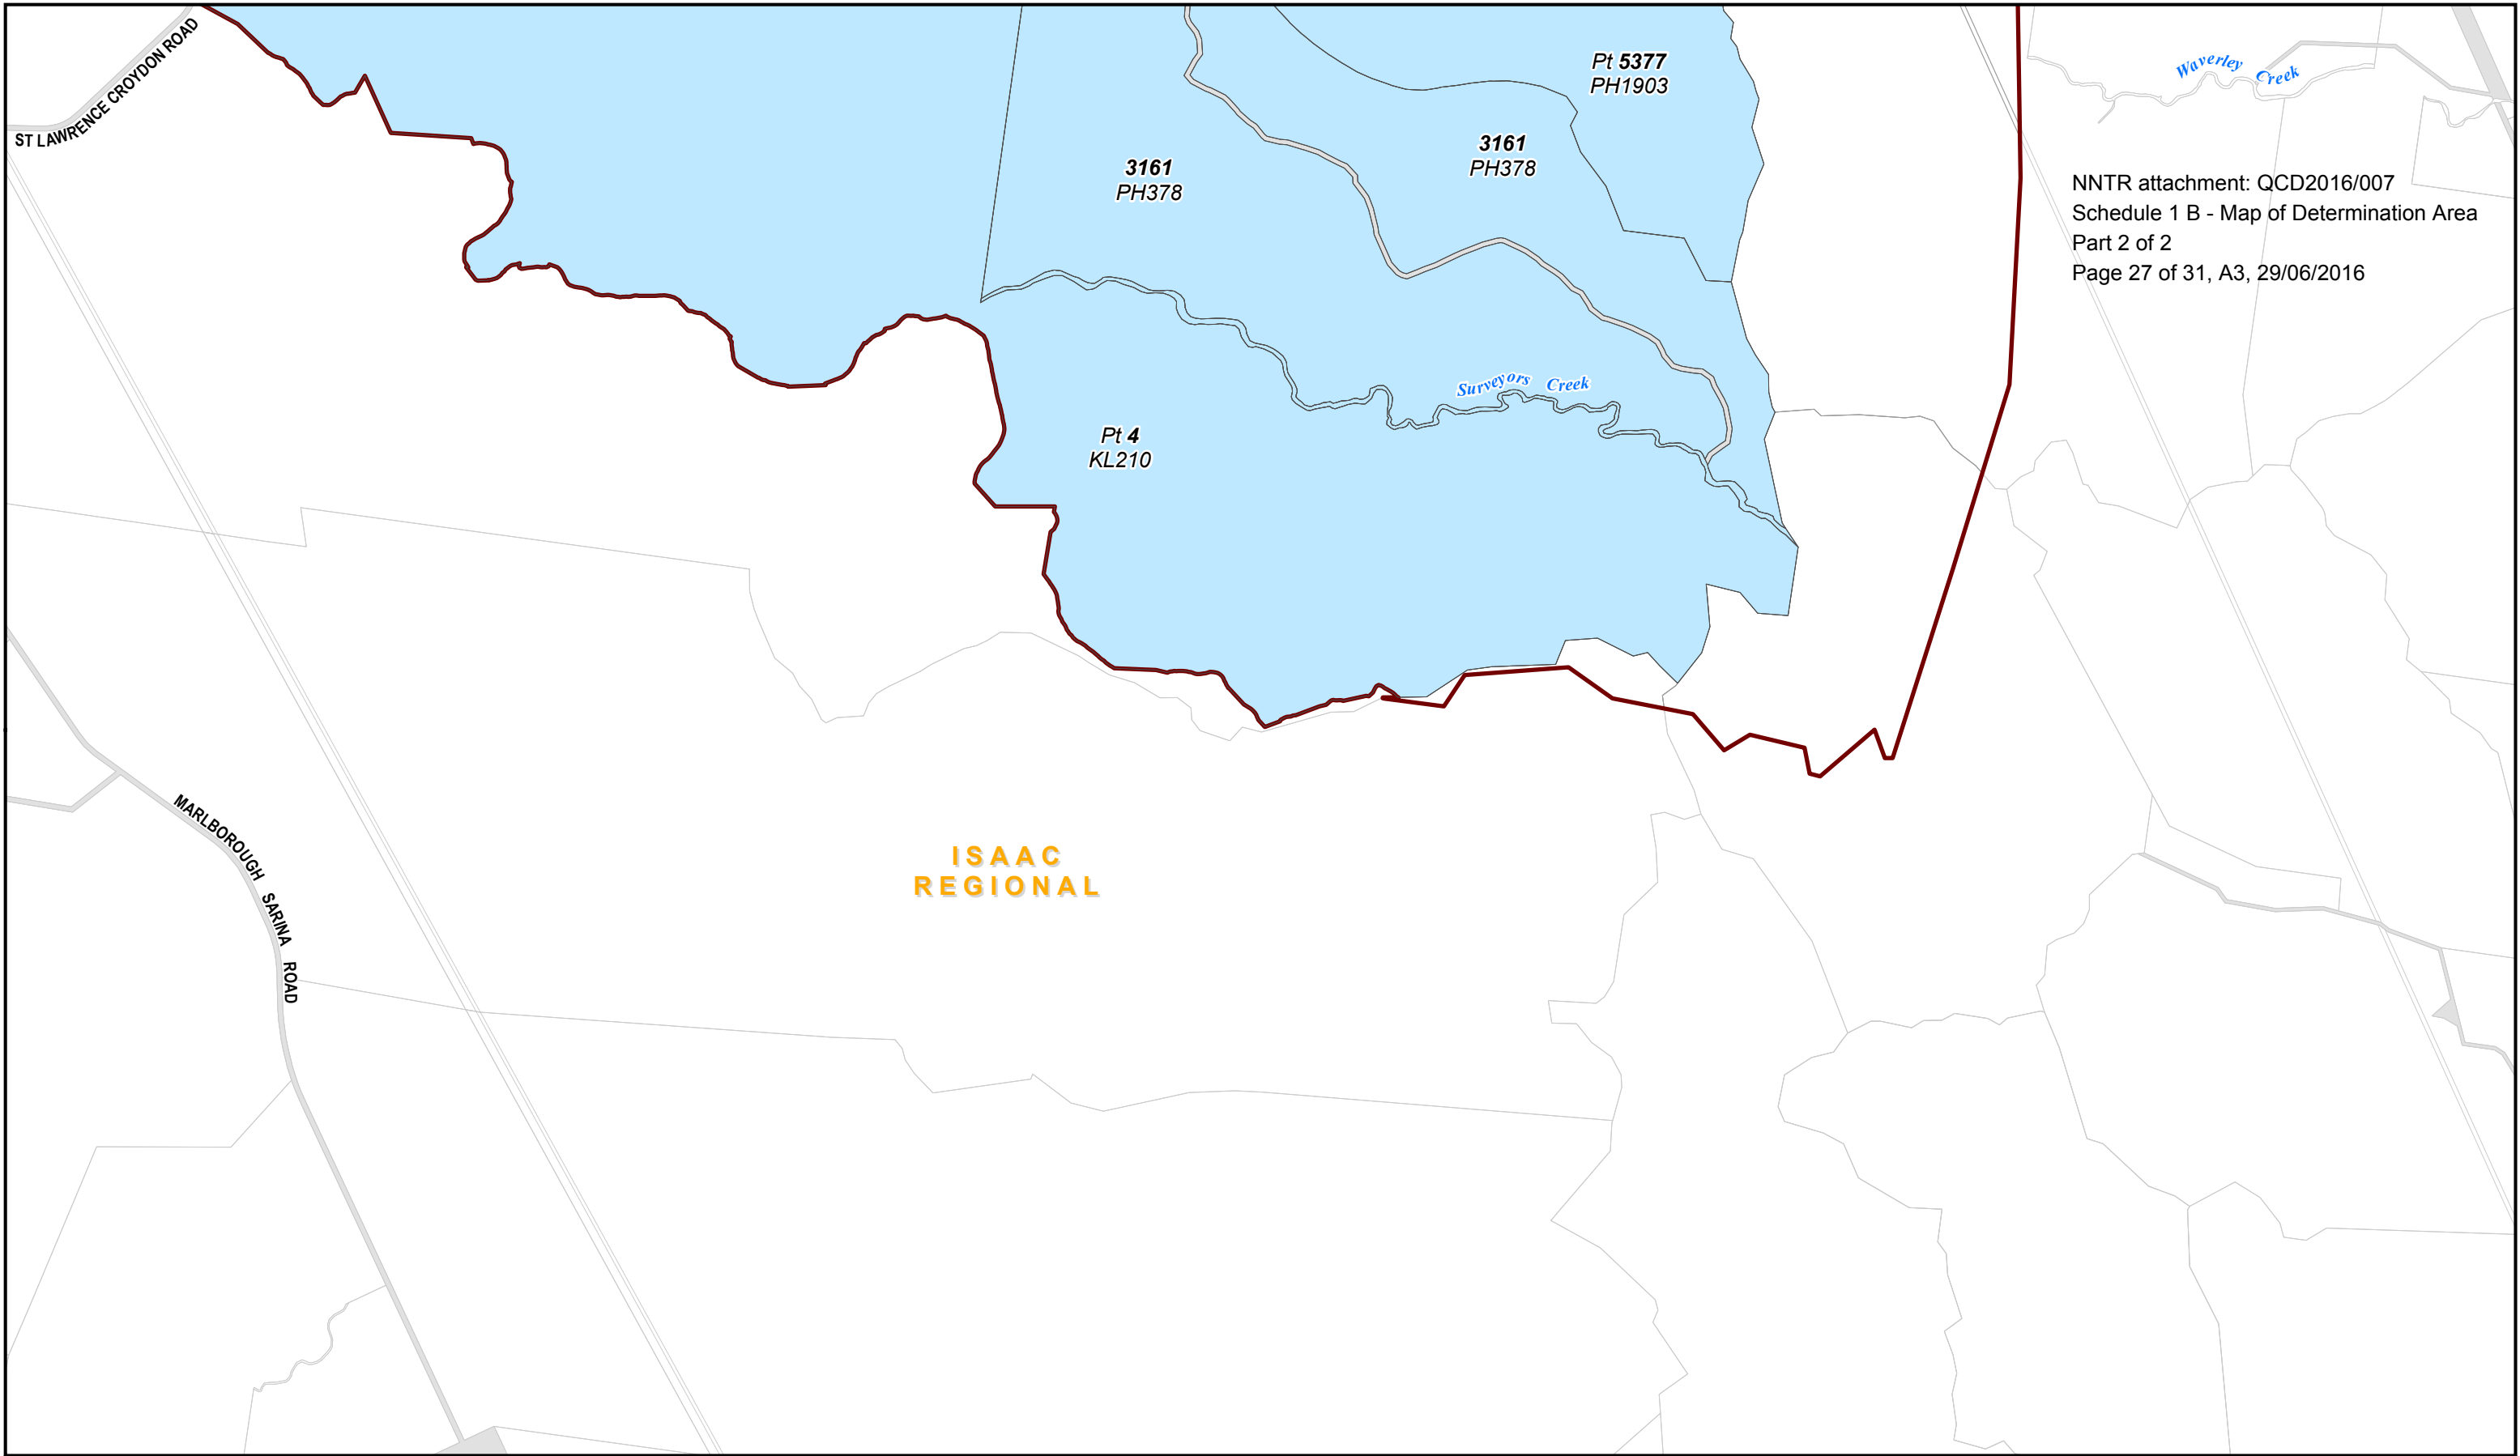 ST LAWRENCE CROYDON ROAD
Pt 5377
PH1903
Waverley Creek
3161
PH378
3161
PH378
NNTR attachment: QCD2016/007
Schedule 1 B - Map of Determination Area
Part 2 of 2
Page 27 of 31, A3, 29/06/2016
Surveyors Creek
Pt 4
KL210
MARLBOROUGH SARINA ROAD
ISAAC
REGIONAL